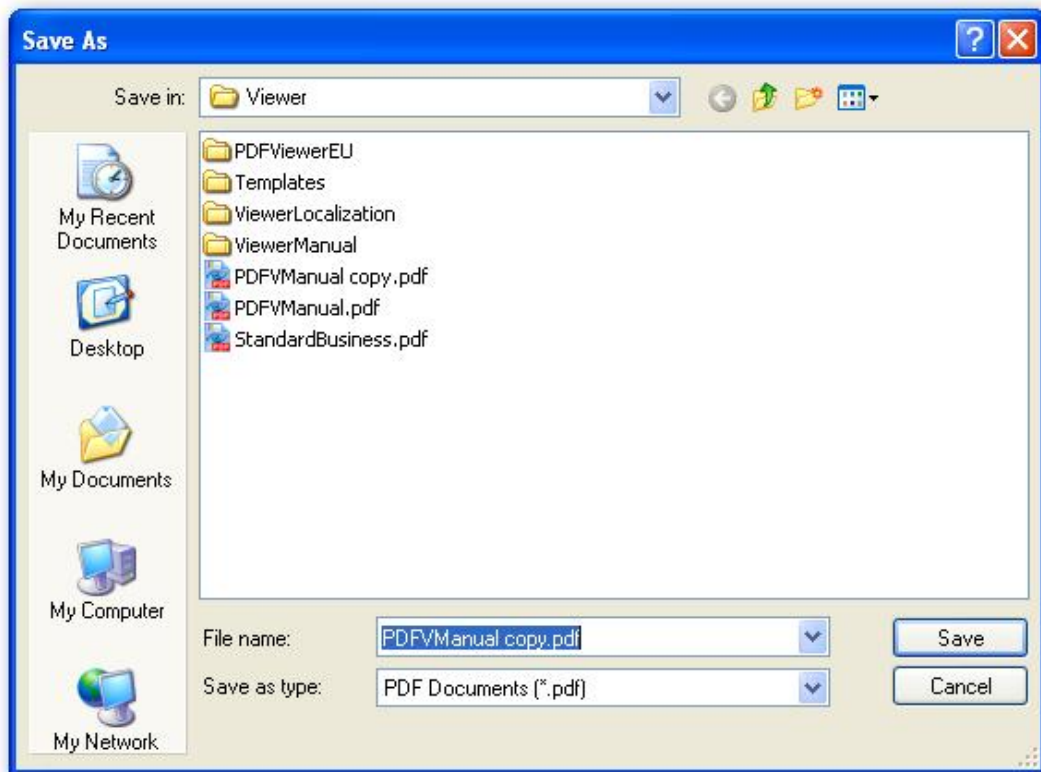 Save As
Save in:
Viewer
My Recent
Documents
Desktop
My Documents
My Computer
My Network
PDFViewerEU
Templates
ViewerLocalization
ViewerManual
PDFVManual copy.pdf
PDFVManual.pdf
StandardBusiness.pdf
File name:
PDFVManual copy.pdf
Save
Save as type:
PDF Documents (*.pdf)
Cancel